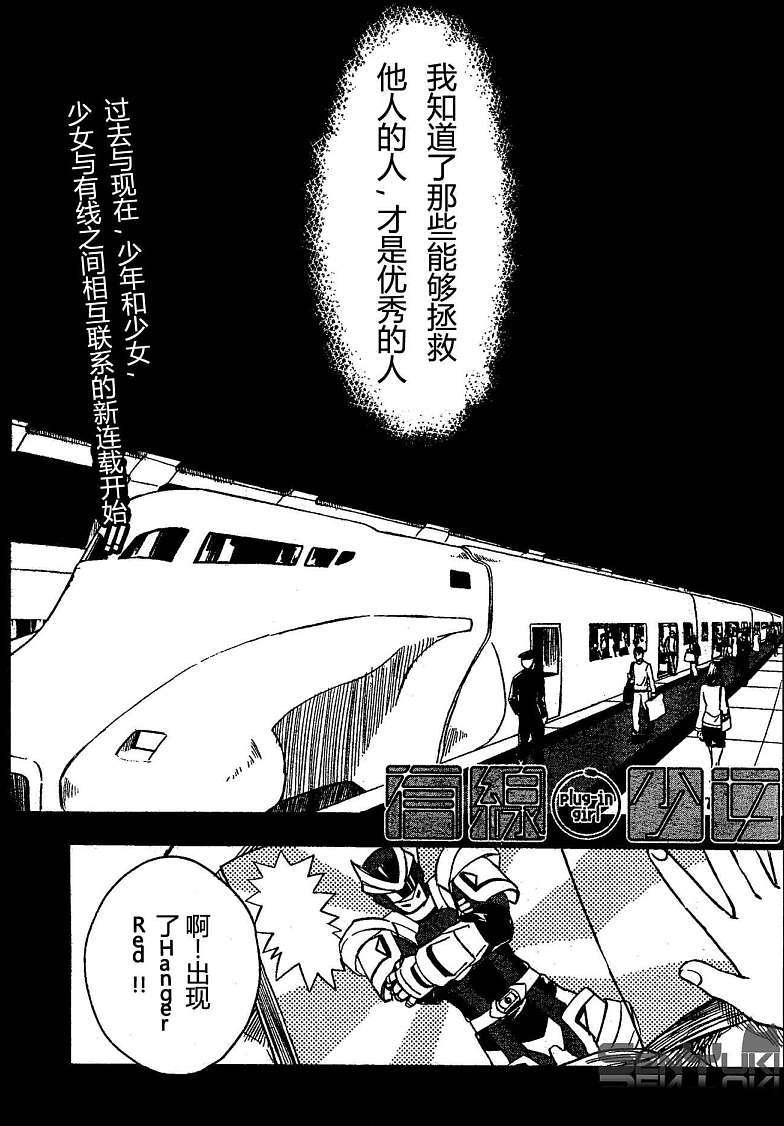 我知道了那些能够拯救
他人的人，才是优秀的人
过去与现在，少年和少女，
少女与有线之间相互联系的新连载开始
!!
有線
plug-in
girl
少女
啊！出现
了Hanger
Red !!